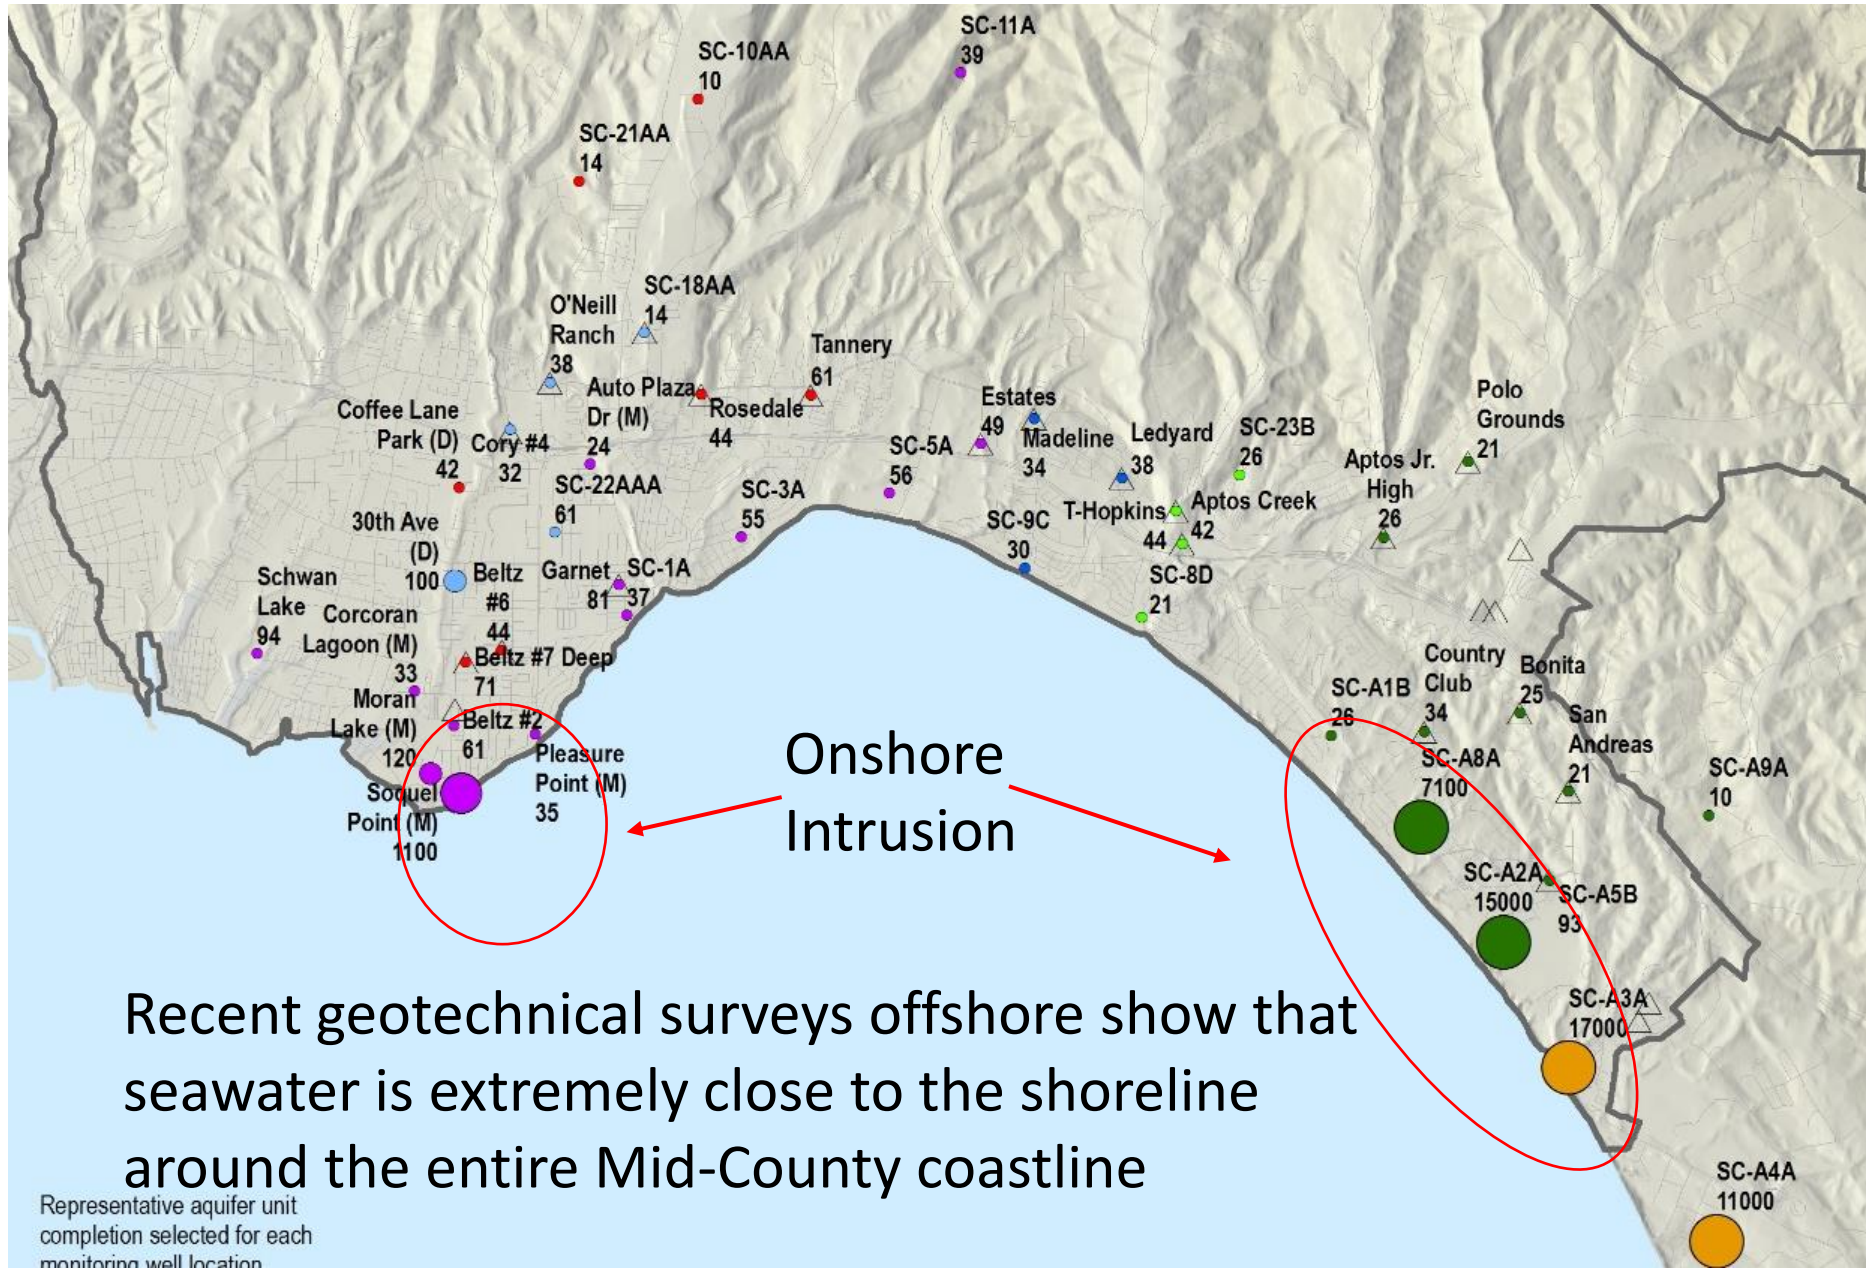 SC-11A
39
SC-10AA
10
SC-21AA
14
SC-18AA
14
O'Neill
Ranch
38
Tannery
61
Auto Plaza
Dr (M)
24
Rosedale
44
Coffee Lane
Park (D)
42
Cory #4
32
SC-22AAA
61
SC-3A
55
SC-5A
56
Estates
49
Madeline
34
Ledyard
38
SC-23B
26
Polo
Grounds
21
Aptos Jr.
High
26
T-Hopkins
44
Aptos Creek
42
SC-9C
30
SC-8D
21
30th Ave
(D)
100
Beltz
#6
44
Garnet
81
SC-1A
37
Schwan
Lake
94
Corcoran
Lagoon (M)
33
Beltz #7 Deep
71
Moran
Lake (M)
120
Beltz #2
61
Pleasure
Point (M)
35
Soquel
Point (M)
1100
Onshore
Intrusion
SC-A1B
26
Country
Club
34
Bonita
25
San
Andreas
21
SC-A8A
7100
SC-A9A
10
SC-A2A
15000
SC-A5B
93
SC-A3A
17000
SC-A4A
11000
Recent geotechnical surveys offshore show that
seawater is extremely close to the shoreline
around the entire Mid-County coastline
Representative aquifer unit
completion selected for each
monitoring well location